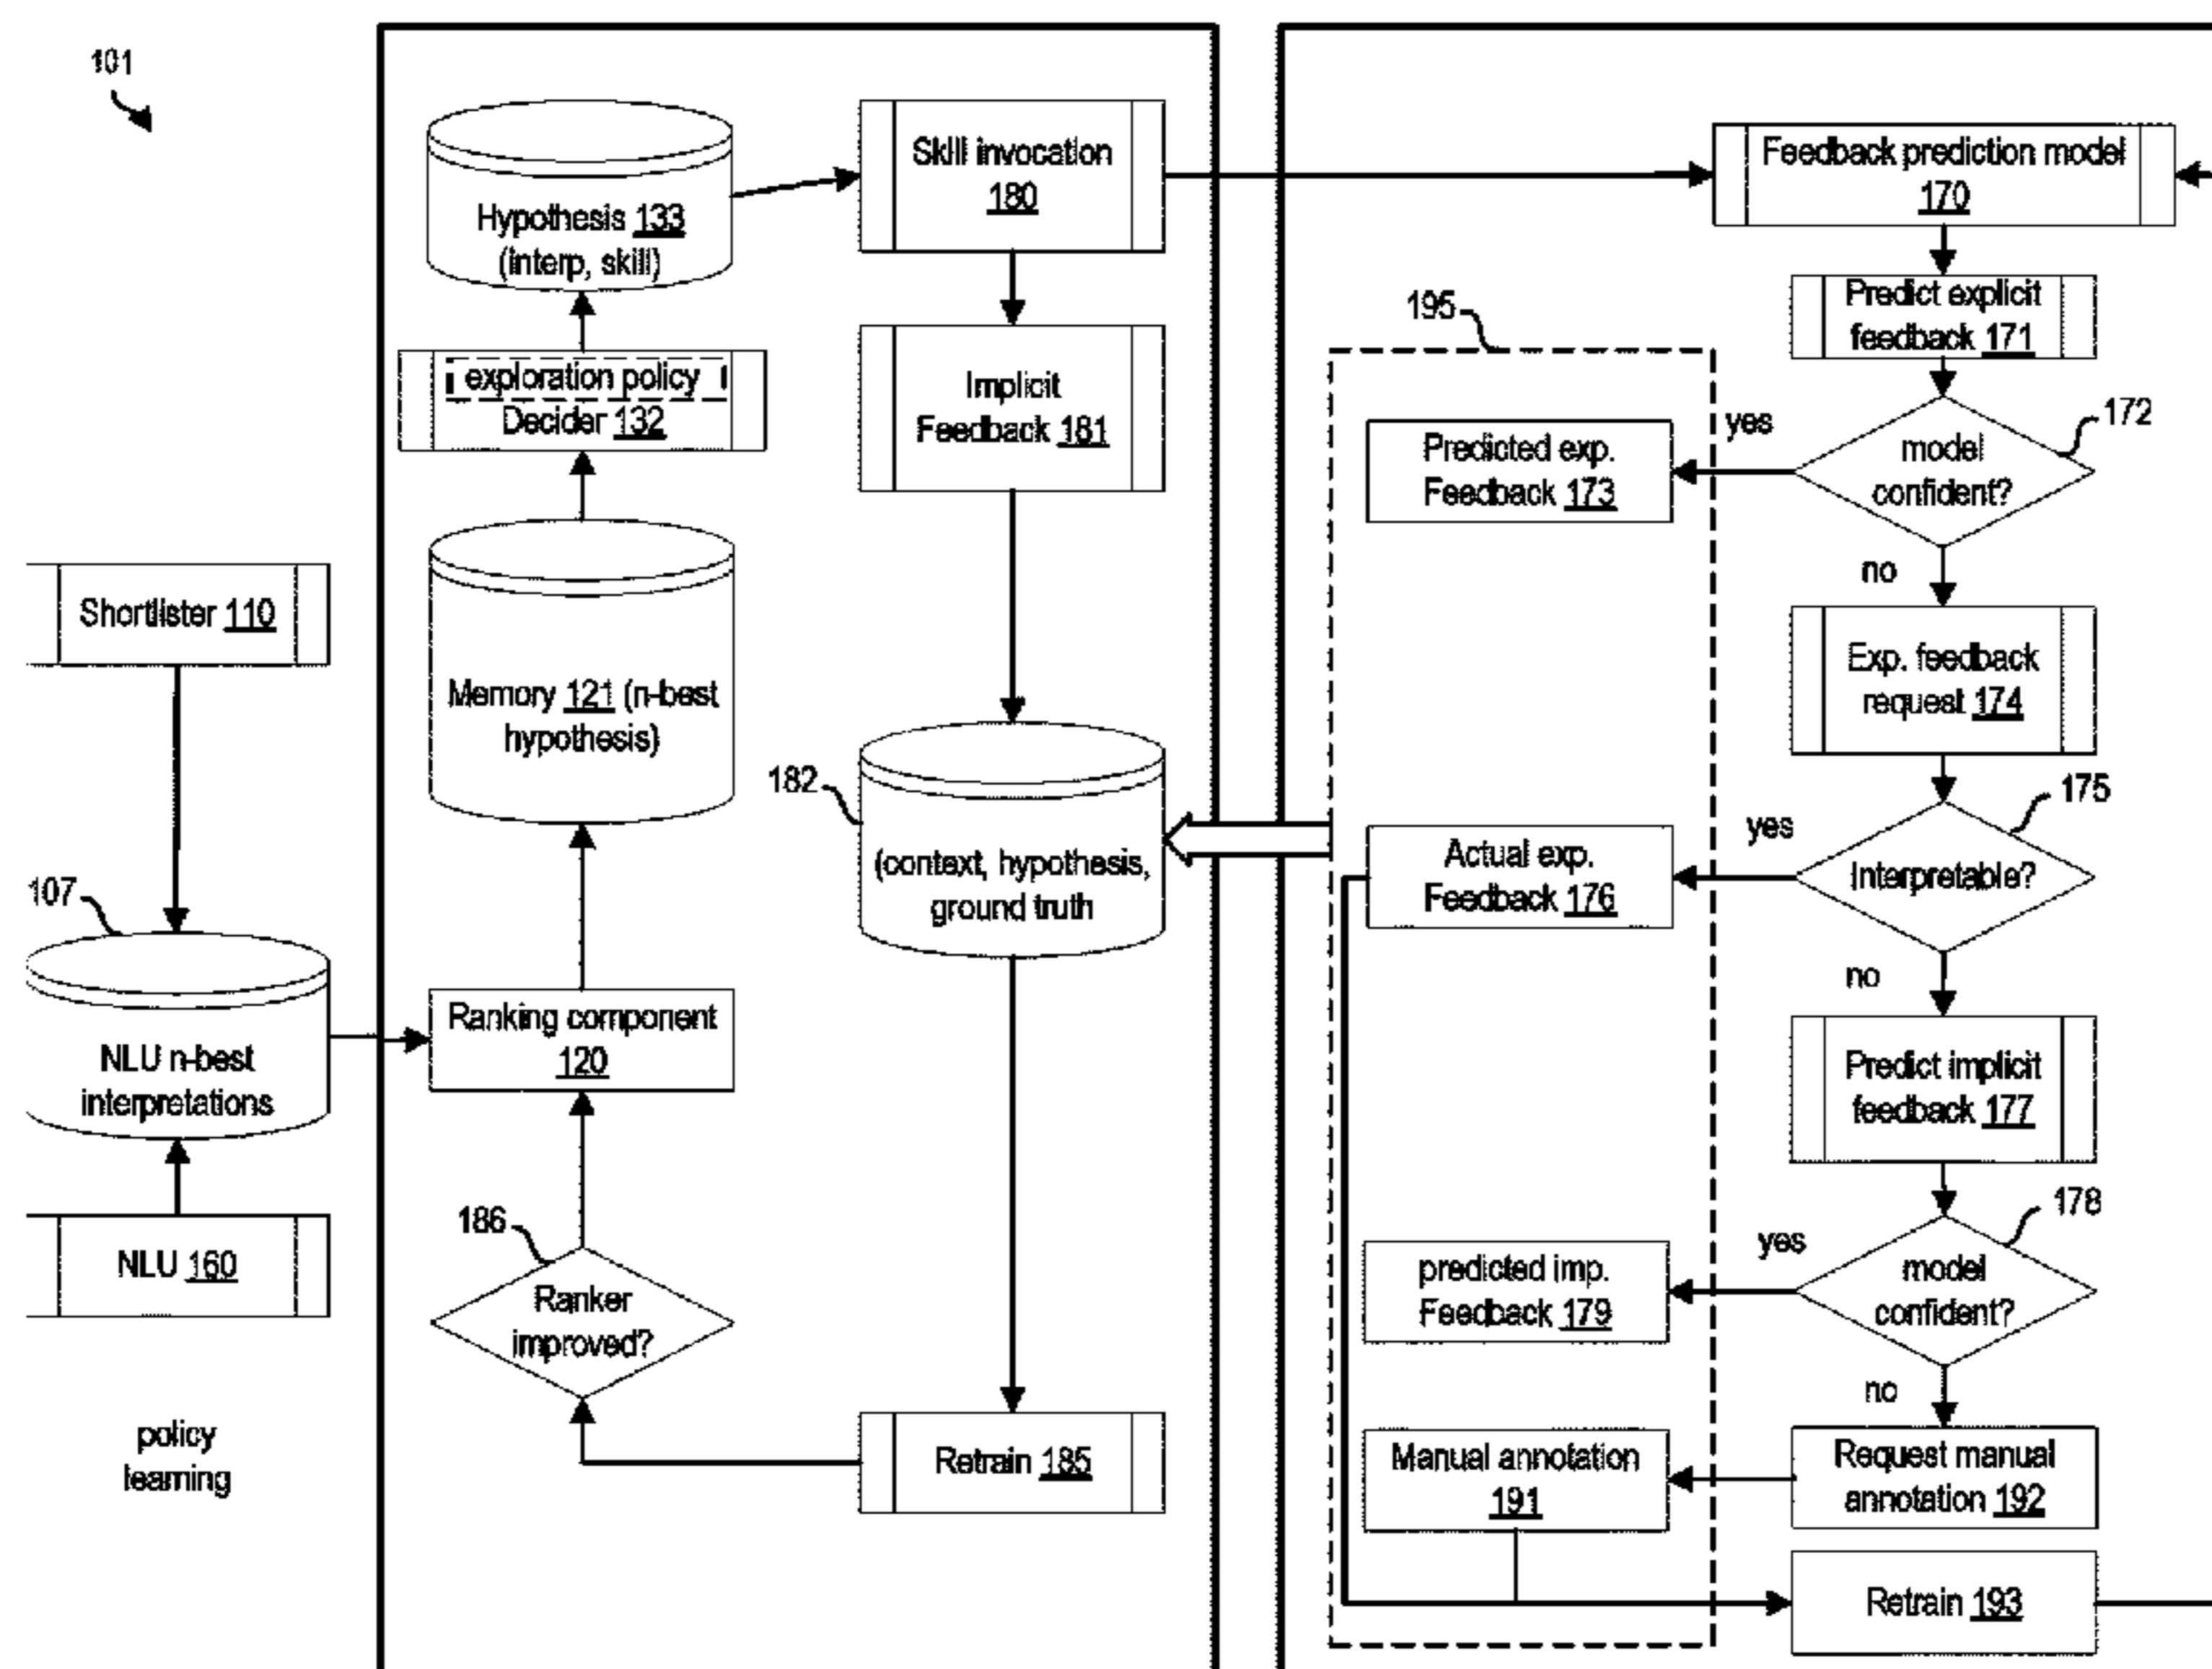 101
Shortlister 110
107
NLU n-best
interpretations
NLU 160
policy
learning
Hypothesis 133
(interp, skill)
exploration policy
Decider 132
Memory 121 (n-best
hypothesis)
Ranking component
120
186
Ranker
improved?
Skill invocation
180
Implicit
Feedback 181
182
(context, hypothesis,
ground truth
Retrain 185
195
Predicted exp.
Feedback 173
Actual exp.
Feedback 176
predicted imp.
Feedback 179
Manual annotation
191
Feedback prediction model
170
Predict explicit
feedback 171
172
yes
model
confident?
no
Exp. feedback
request 174
175
yes
Interpretable?
no
Predict implicit
feedback 177
178
yes
model
confident?
no
Request manual
annotation 192
Retrain 193